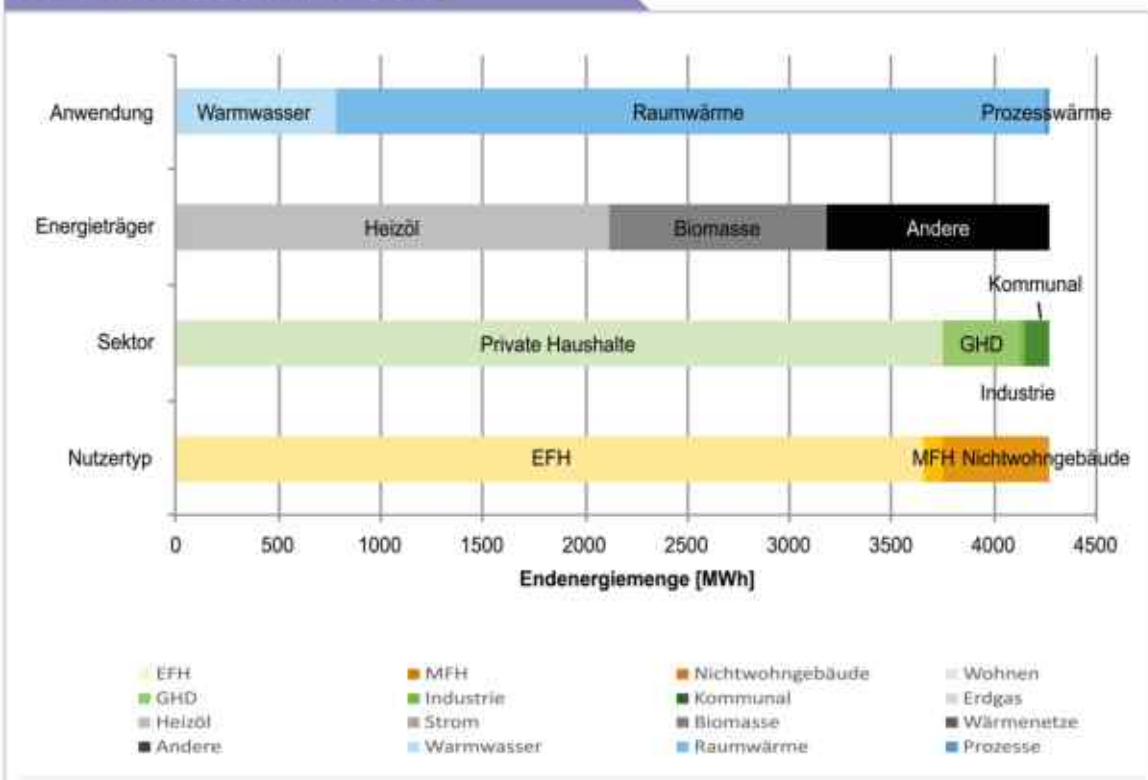 Anwendung
Warmwasser Raumwärme Prozesswärme
Energieträger
Heizöl Biomasse Andere
Kommunal
Sektor
Private Haushalte GHD
Industrie
Nutzertyp
EFH MFH Nichtwohngebäude
0 500 1000 1500 2000 2500 3000 3500 4000 4500
Endenergiemenge [MWh]
EFH MFH Nichtwohngebäude Wohnen
GHD Industrie Kommunal Erdgas
Heizöl Strom Biomasse Wärmenetze
Andere Warmwasser Raumwärme Prozesse